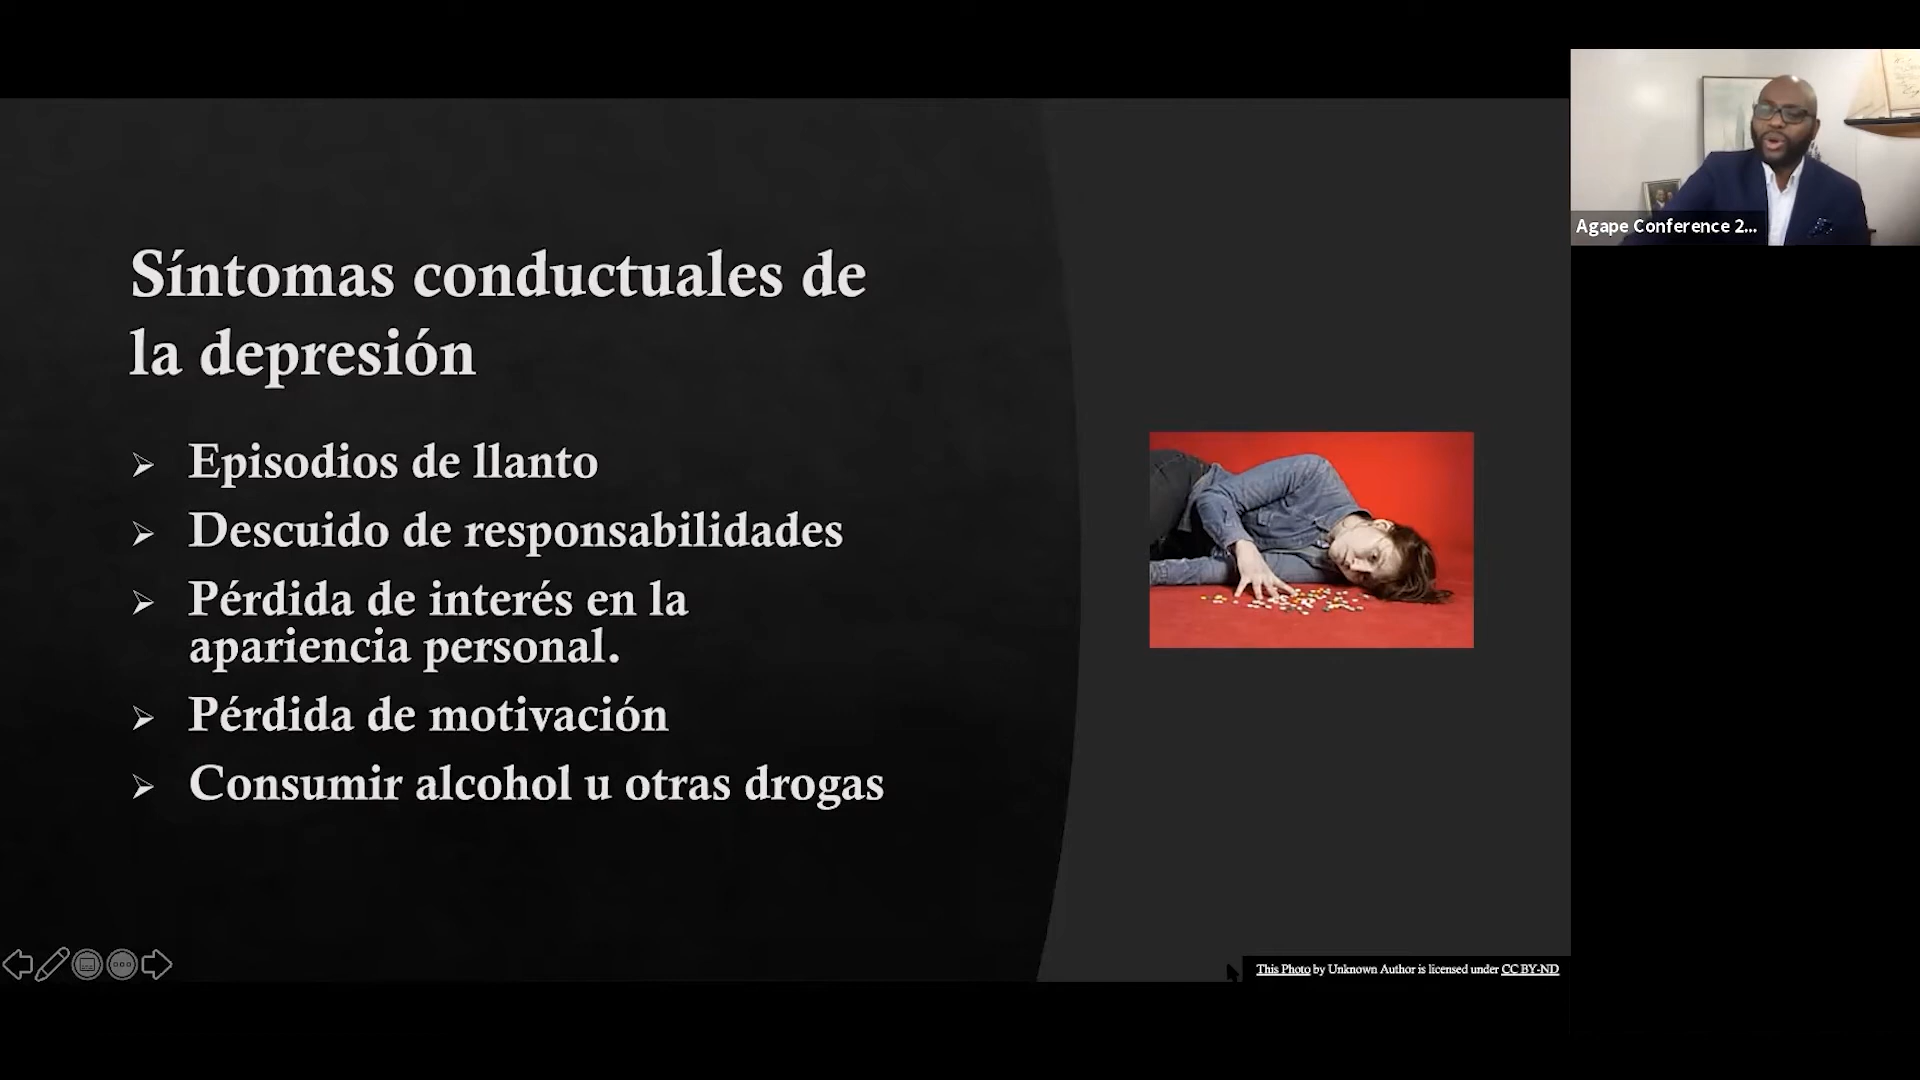 Síntomas conductuales de
la depresión
Episodios de llanto
Descuido de responsabilidades
Pérdida de interés en la
apariencia personal.
Pérdida de motivación
Consumir alcohol u otras drogas
This Photo by Unknown Author is licensed under CC BY-ND
Agape Conference 2...